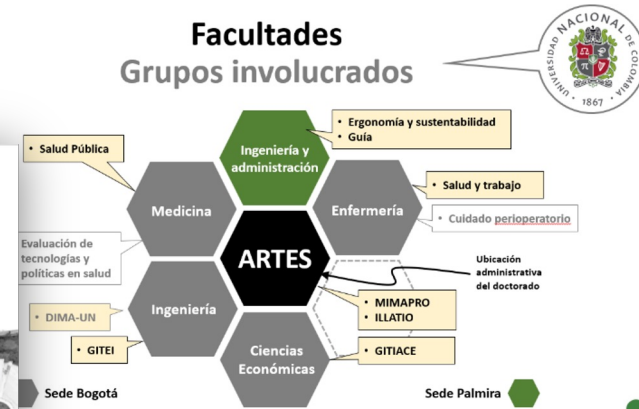 Facultades
Grupos involucrados
UNIVERSIDAD NACIONAL DE COLOMBIA
1867
• Ergonomía y sustentabilidad
• Guía
• Salud Pública
Ingeniería y
administración
• Salud y trabajo
Medicina
Enfermería
• Cuidado perioperatorio
Evaluación de
tecnologías y
políticas en salud
ARTES
Ubicación
administrativa
del doctorado
• DIMA-UN
Ingeniería
• MIMAPRO
• ILLATIO
• GITEI
Ciencias
Económicas
• GITIACE
Sede Bogotá
Sede Palmira